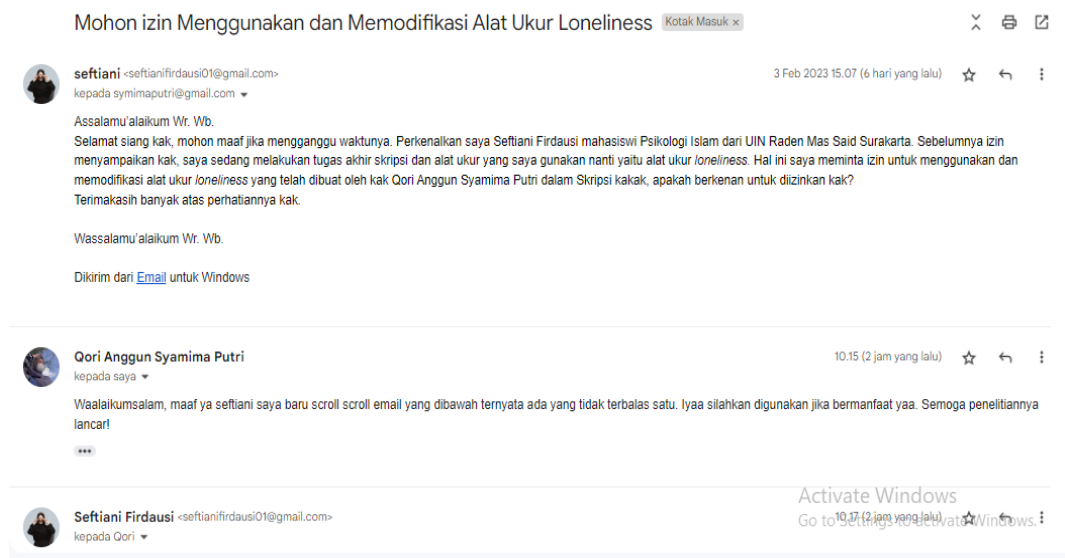 Mohon izin Menggunakan dan Memodifikasi Alat Ukur Loneliness Kotak Masuk ×
seftiani <seftianifirdausi01@gmail.com> 3 Feb 2023 15.07 (6 hari yang lalu)
kepada symimaputri@gmail.com
Assalamu'alaikum Wr. Wb.
Selamat siang kak, mohon maaf jika mengganggu waktunya. Perkenalkan saya Seftiani Firdausi mahasiswi Psikologi Islam dari UIN Raden Mas Said Surakarta. Sebelumnya izin
menyampaikan kak, saya sedang melakukan tugas akhir skripsi dan alat ukur yang saya gunakan nanti yaitu alat ukur loneliness. Hal ini saya meminta izin untuk menggunakan dan
memodifikasi alat ukur loneliness yang telah dibuat oleh kak Qori Anggun Syamima Putri dalam Skripsi kakak, apakah berkenan untuk diizinkan kak?
Terimakasih banyak atas perhatiannya kak.
Wassalamu'alaikum Wr. Wb.
Dikirim dari Email untuk Windows
Qori Anggun Syamima Putri 10.15 (2 jam yang lalu)
kepada saya
Waalaikumsalam, maaf ya seftiani saya baru scroll scroll email yang dibawah ternyata ada yang tidak terbalas satu. Iyaa silahkan digunakan jika bermanfaat yaa. Semoga penelitiannya
lancar!
Activate Windows
Seftiani Firdausi <seftianifirdausi01@gmail.com> 10.17 (2 jam yang lalu)
Go to Settings to activate Windows.
kepada Qori